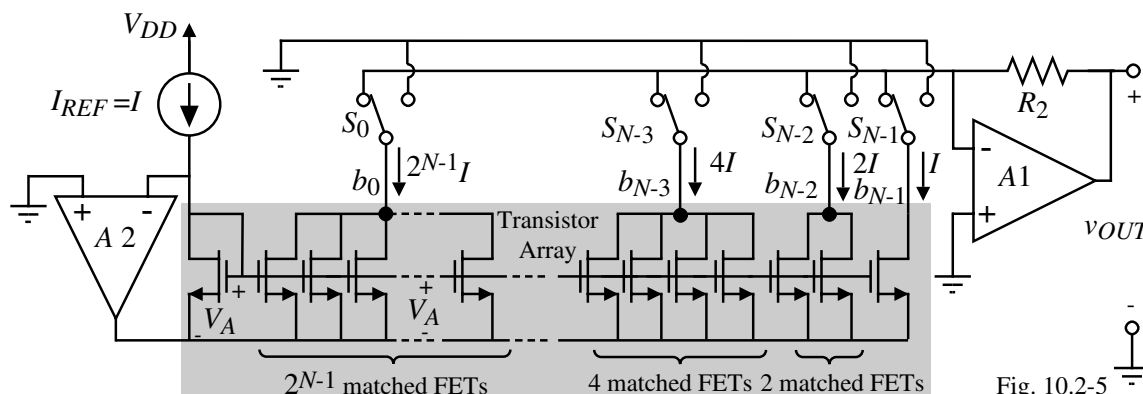 V_DD
I_REF=I
S_0
S_N-3
S_N-2
S_N-1
R_2
+
2^N-1 I
4I
2I
I
b_0
b_N-3
b_N-2
b_N-1
-
A1
+
v_OUT
+
-
A 2
Transistor
Array
+
V_A
-
+
V_A
-
-
2^N-1 matched FETs
4 matched FETs
2 matched FETs
Fig. 10.2-5